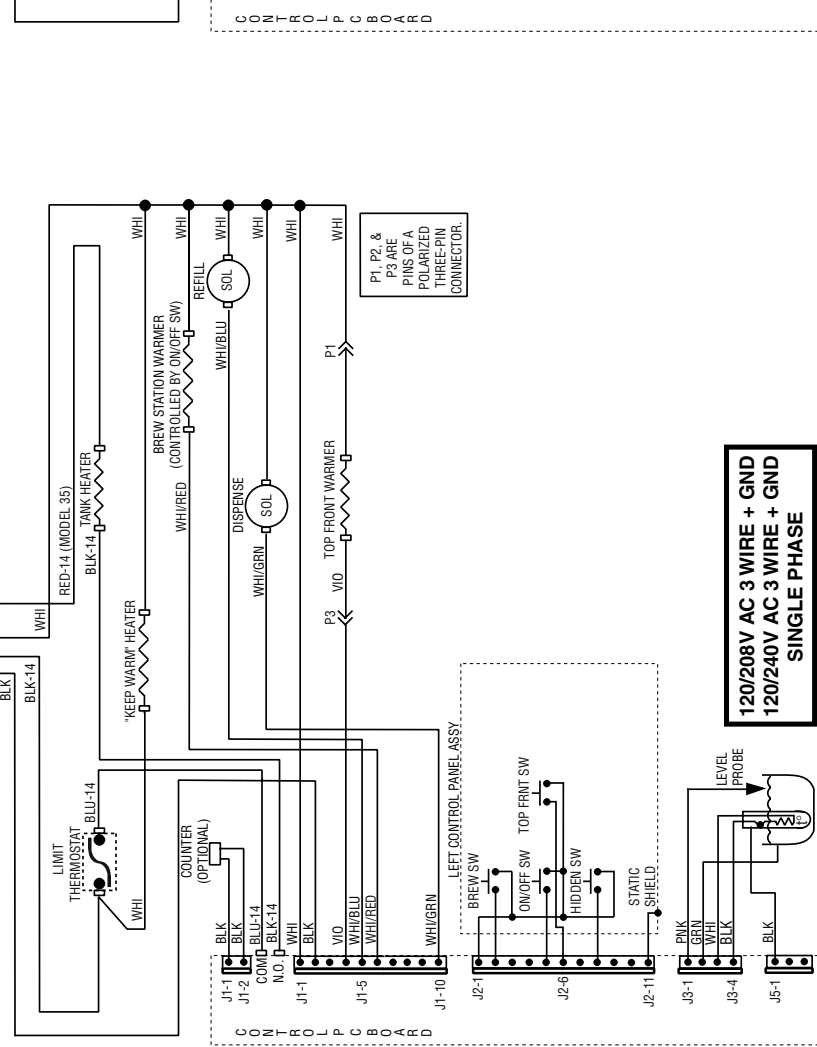 CONTROL PC BOARD
WHI
BLK
BLK-14
RED-14 (MODEL 35)
TANK HEATER
BLK-14
WHI
"KEEP WARM" HEATER
WHI
LIMIT
THERMOSTAT
BLU-14
BREW STATION WARMER
(CONTROLLED BY ON/OFF SW)
WHI/RED
WHI
REFILL
SOL
WHI/BLU
WHI
DISPENSE
SOL
WHI/GRN
WHI
WHI
TOP FRONT WARMER
P3
VIO
P1
WHI
P1, P2, &
P3 ARE
PINS OF A
POLARIZED
THREE-PIN
CONNECTOR.
COUNTER
(OPTIONAL)
J1-1
BLK
J1-2
BLK
COM
BLU-14
N.O.
BLK-14
J1-1
WHI
BLK
VIO
J1-5
WHI/BLU
WHI/RED
J1-10
WHI/GRN
LEFT CONTROL PANEL ASSY
BREW SW
ON/OFF SW
TOP FRNT SW
HIDDEN SW
STATIC
SHIELD
J2-1
J2-6
J2-11
J3-1
PNK
GRN
WHI
J3-4
BLK
J5-1
BLK
LEVEL
PROBE
CONTROL PC BOARD
120/208V AC 3 WIRE + GND
120/240V AC 3 WIRE + GND
SINGLE PHASE